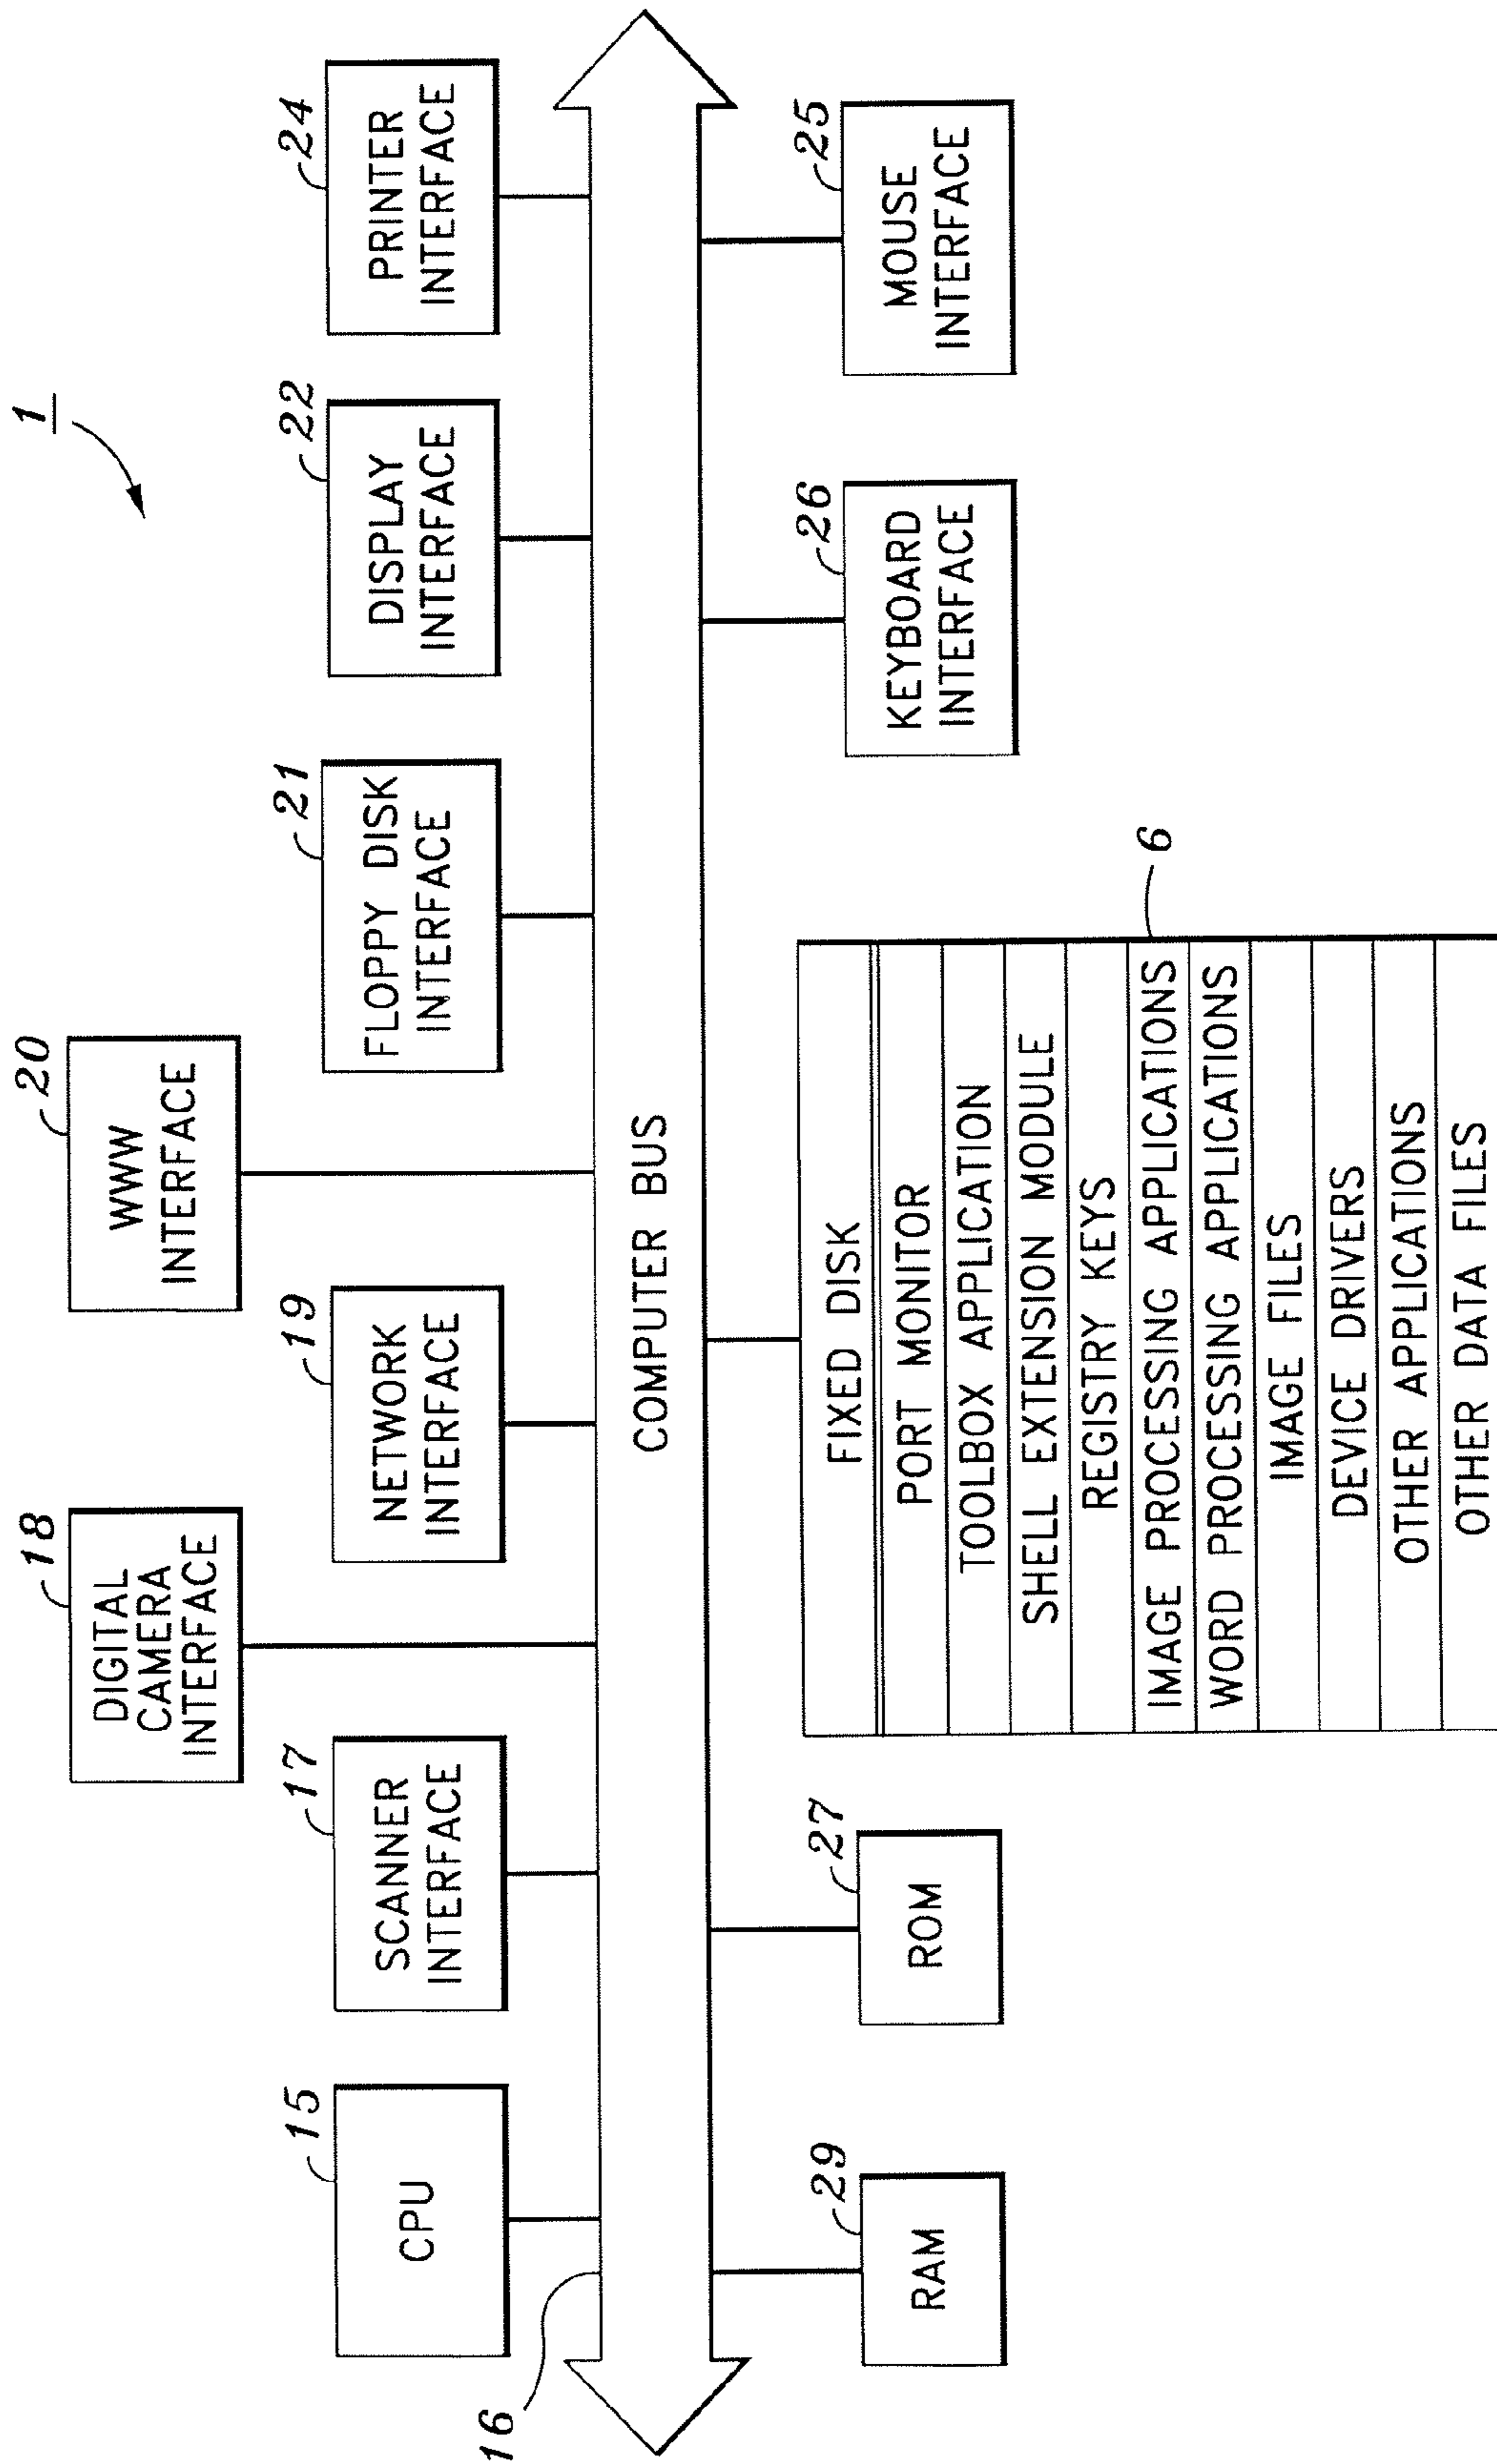 1
20
WWW
INTERFACE
18
DIGITAL
CAMERA
INTERFACE
15
CPU
17
SCANNER
INTERFACE
19
NETWORK
INTERFACE
21
FLOPPY DISK
INTERFACE
22
DISPLAY
INTERFACE
24
PRINTER
INTERFACE
16
COMPUTER BUS
29
RAM
27
ROM
6
FIXED DISK
PORT MONITOR
TOOLBOX APPLICATION
SHELL EXTENSION MODULE
REGISTRY KEYS
IMAGE PROCESSING APPLICATIONS
WORD PROCESSING APPLICATIONS
IMAGE FILES
DEVICE DRIVERS
OTHER APPLICATIONS
OTHER DATA FILES
26
KEYBOARD
INTERFACE
25
MOUSE
INTERFACE